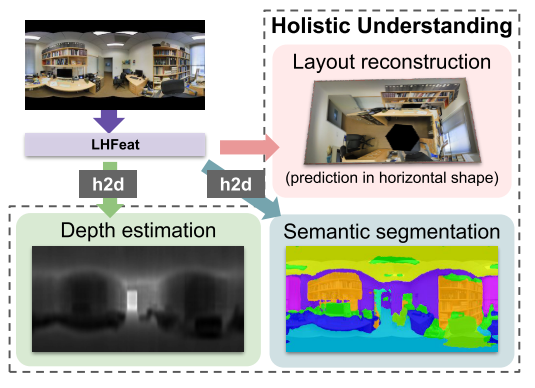 Holistic Understanding
Layout reconstruction
(prediction in horizontal shape)
LHFeat
h2d
h2d
Depth estimation
Semantic segmentation